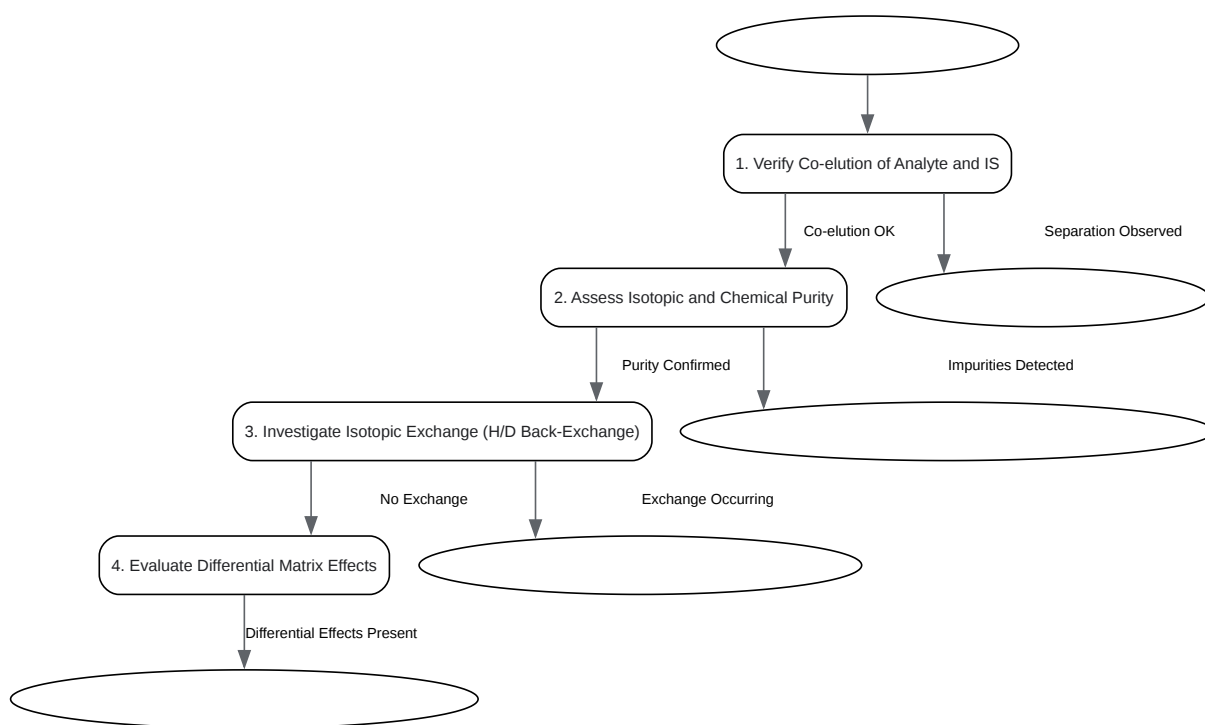 1. Verify Co-elution of Analyte and IS
Co-elution OK
Separation Observed
2. Assess Isotopic and Chemical Purity
Purity Confirmed
Impurities Detected
3. Investigate Isotopic Exchange (H/D Back-Exchange)
No Exchange
Exchange Occurring
4. Evaluate Differential Matrix Effects
Differential Effects Present